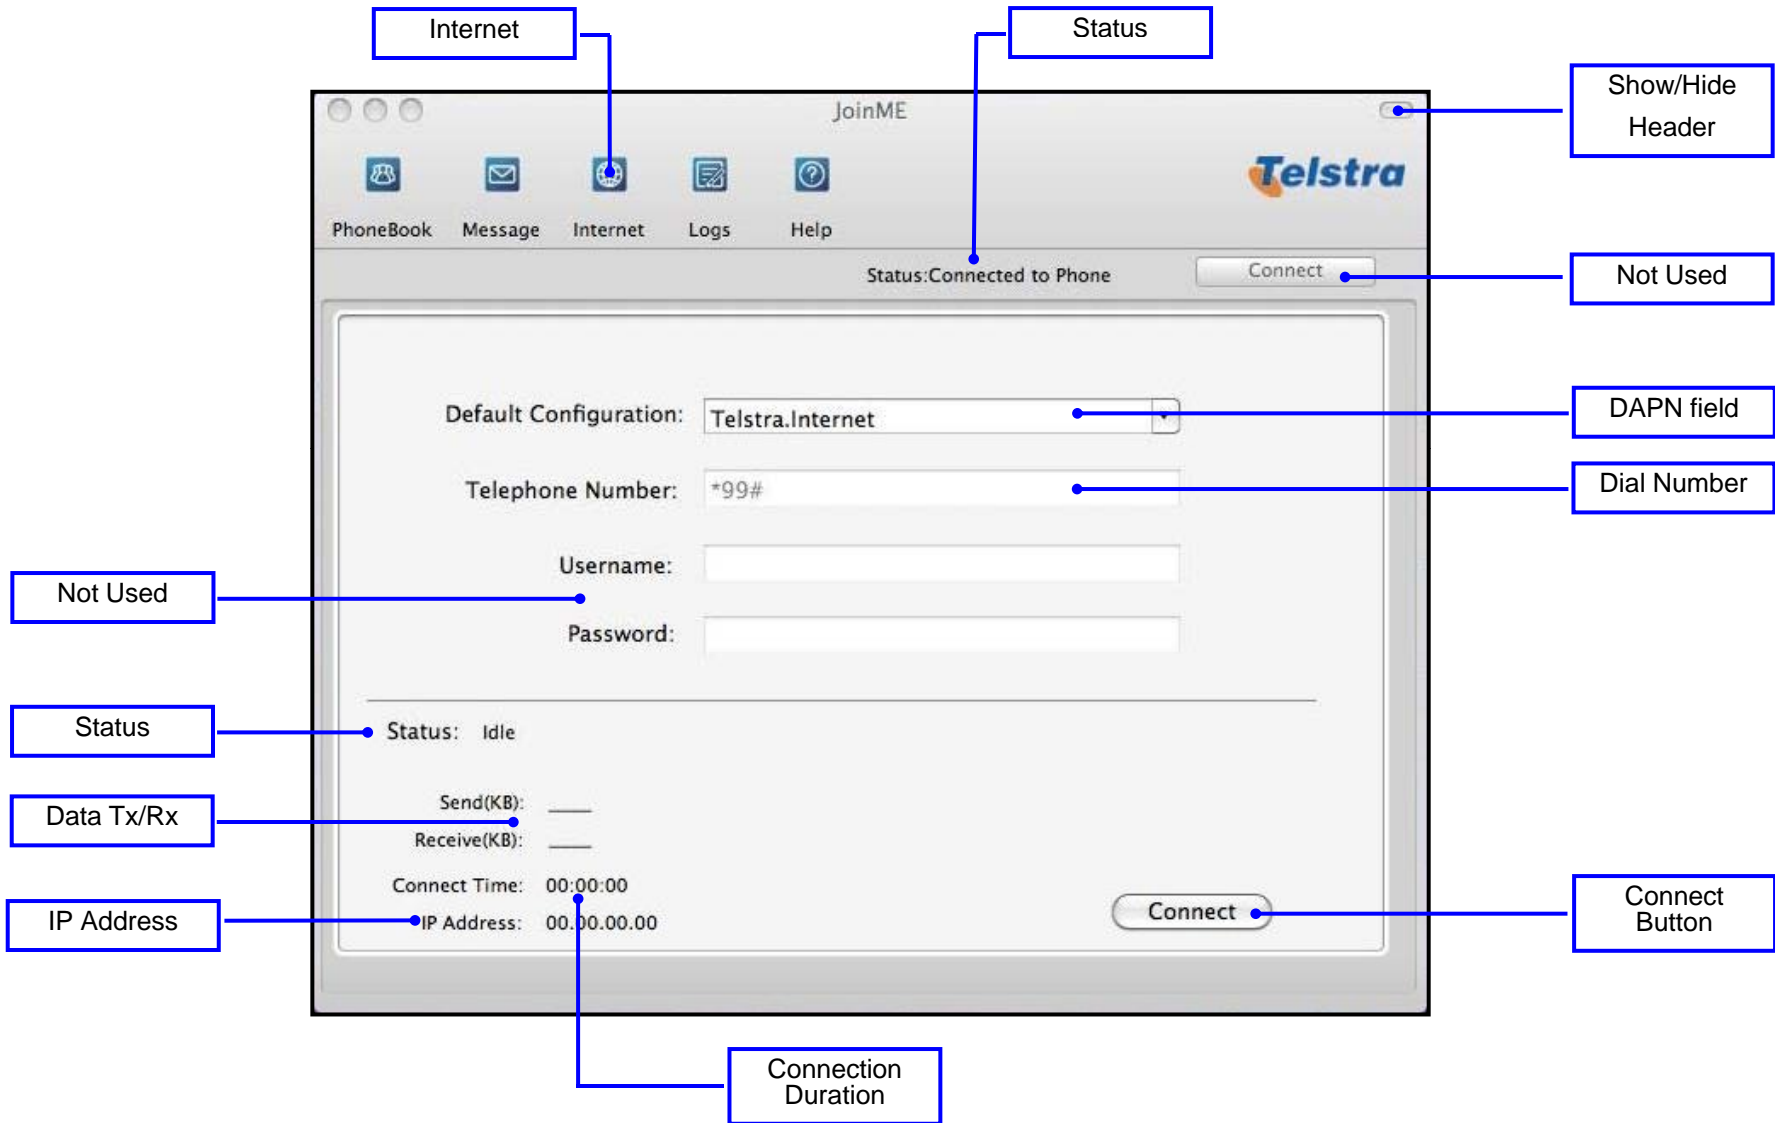 Internet
Status
Show/Hide
Header
JoinME
Telstra
PhoneBook Message Internet Logs Help
Status:Connected to Phone
Connect
Not Used
Default Configuration: Telstra.Internet
DAPN field
Telephone Number: *99#
Dial Number
Username:
Not Used
Password:
Status
Status: Idle
Data Tx/Rx
Send(KB): ____
Receive(KB): ____
Connect Time: 00:00:00
IP Address
IP Address: 00.00.00.00
Connect
Connect
Button
Connection
Duration